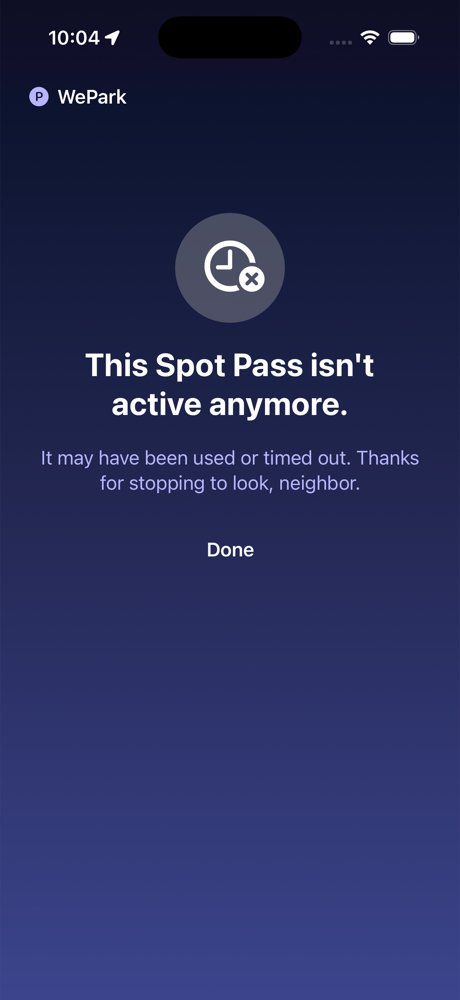 10:04
P WePark
This Spot Pass isn't
active anymore.
It may have been used or timed out. Thanks
for stopping to look, neighbor.
Done